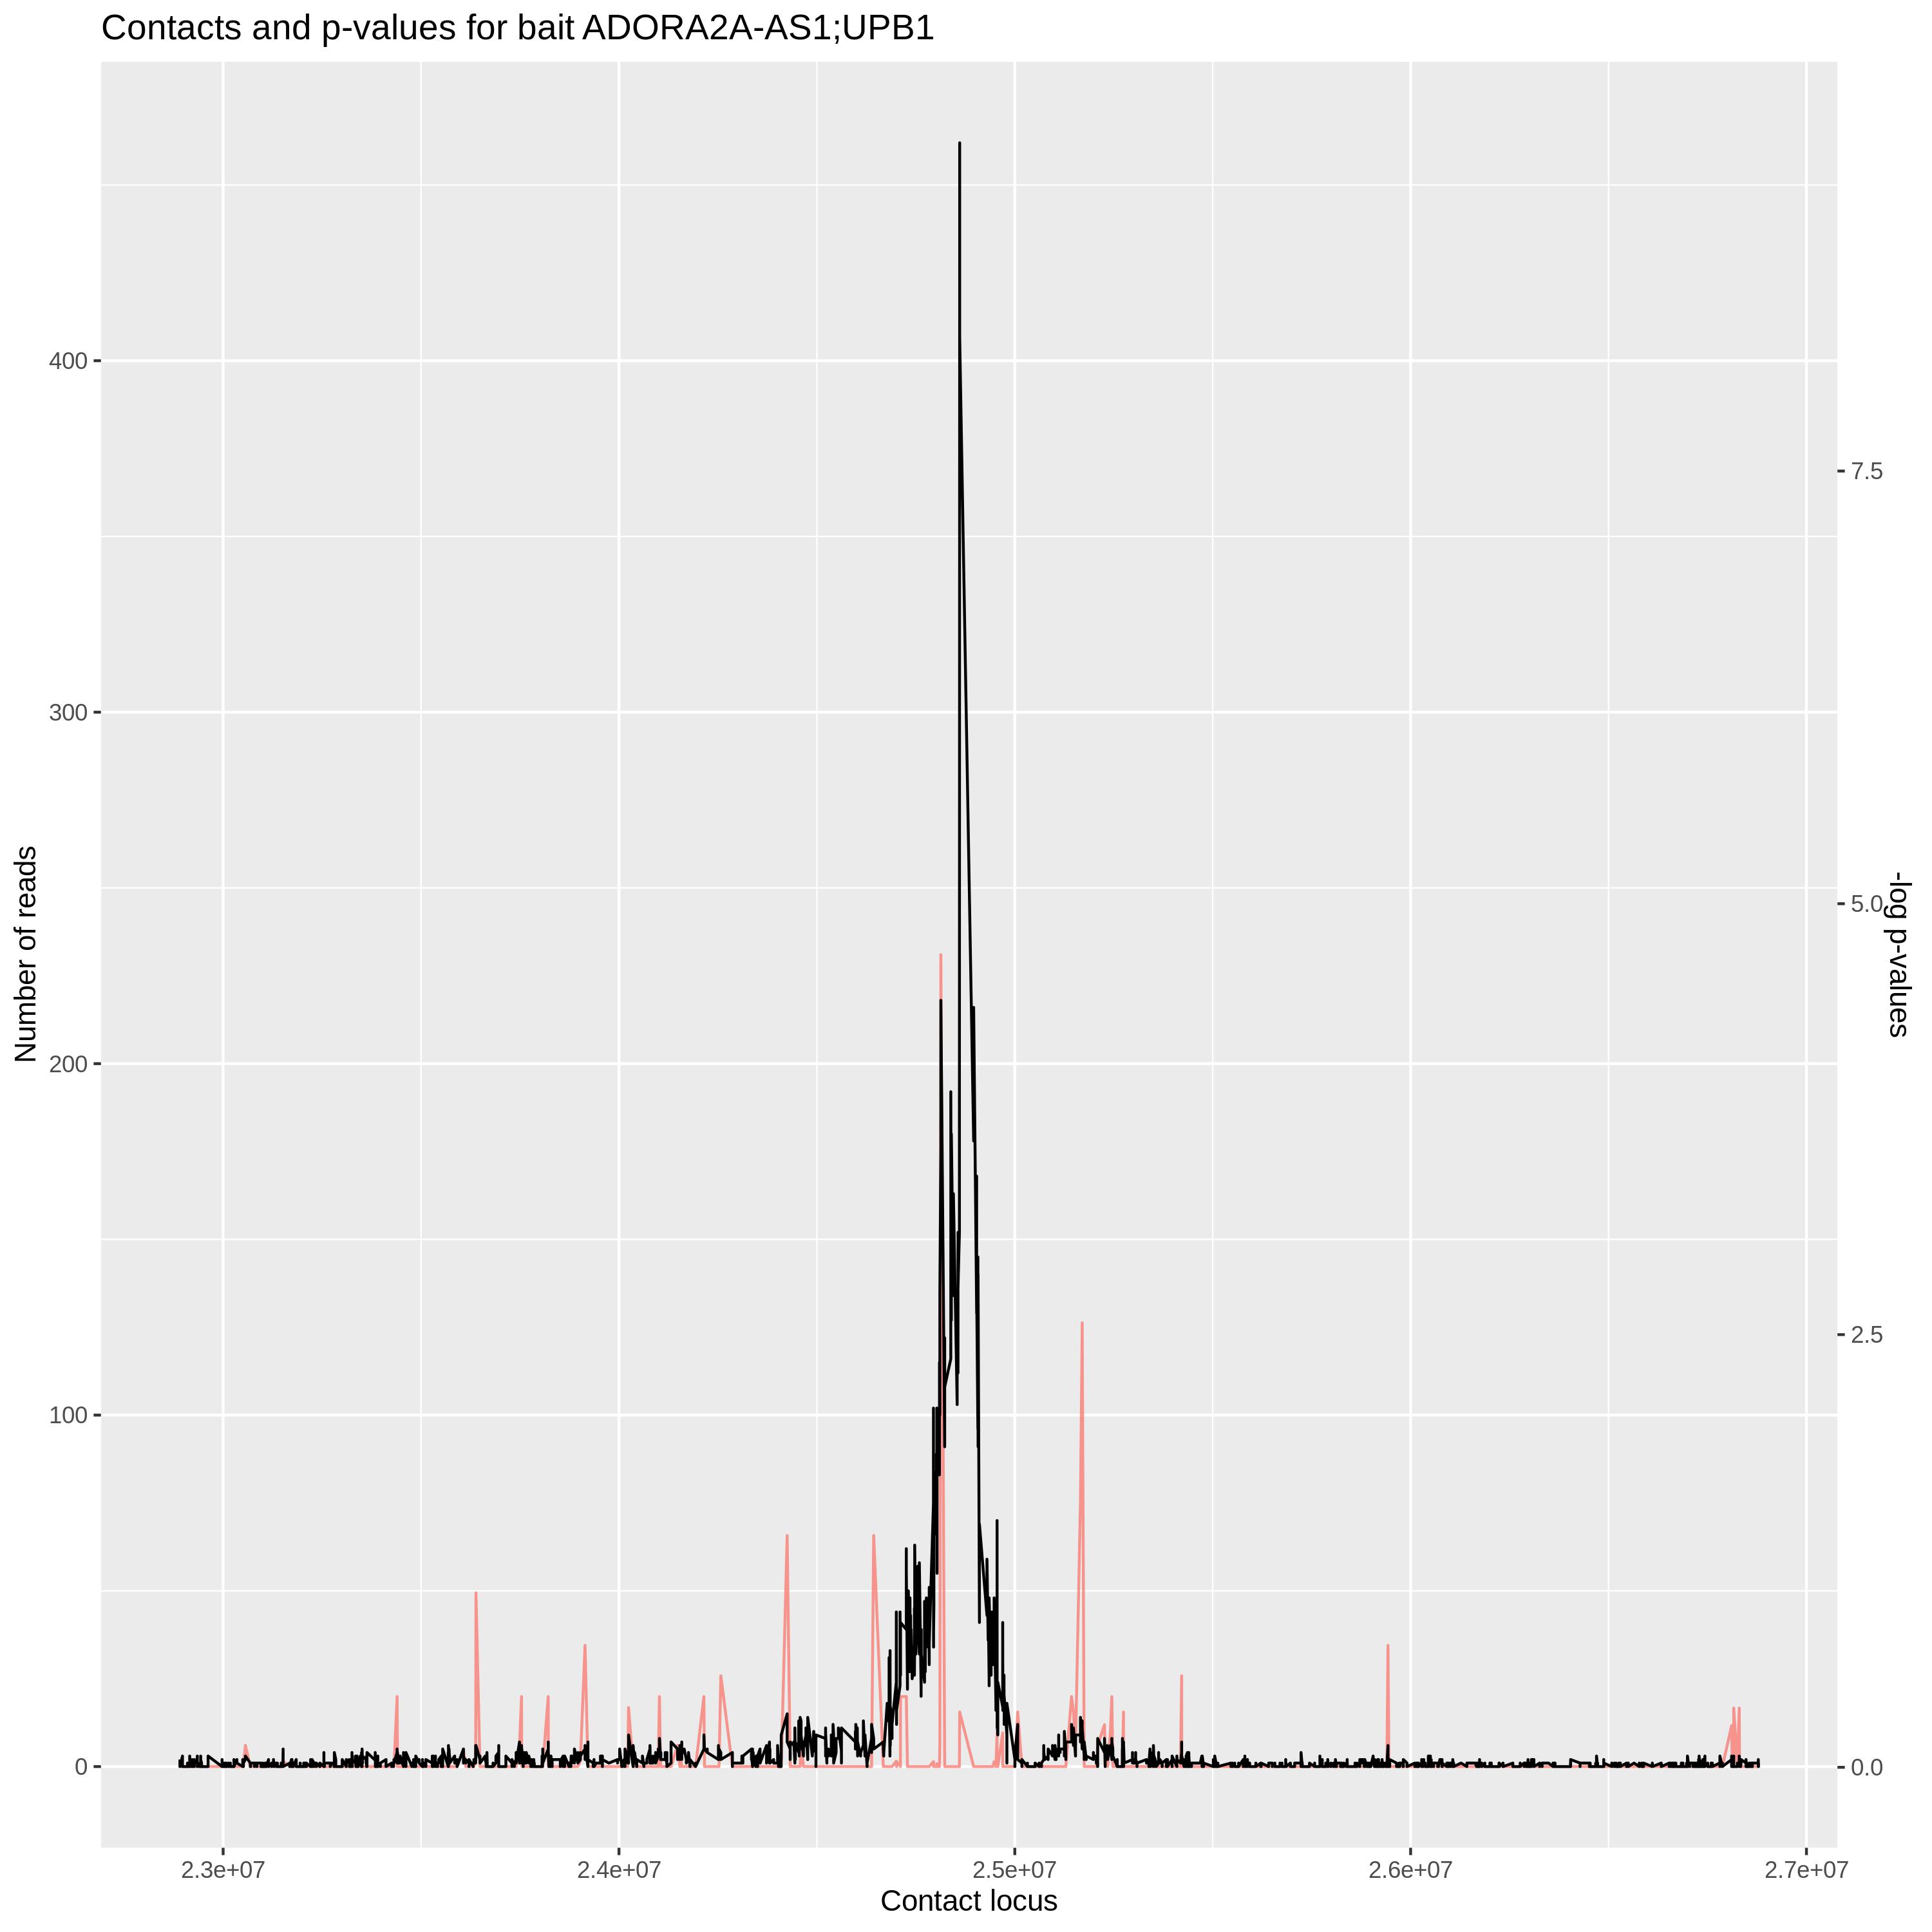 Contacts and p-values for bait ADORA2A-AS1;UPB1
Number of reads
400
300
200
100
0
7.5
5.0
2.5
0.0
-log p-values
2.3e+07
2.4e+07
2.5e+07
2.6e+07
2.7e+07
Contact locus